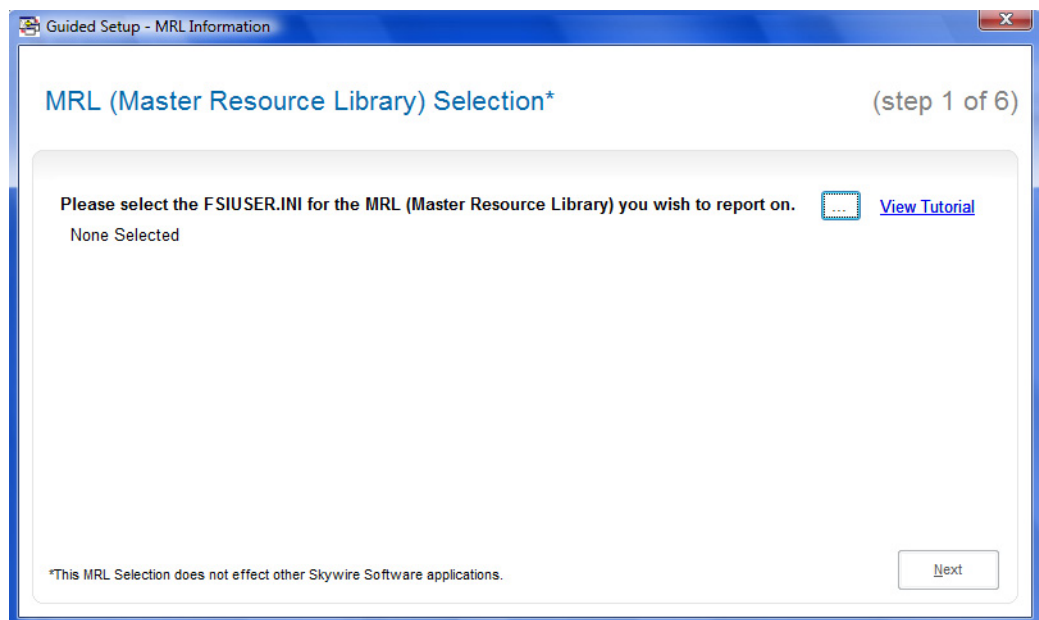 Guided Setup - MRL Information
MRL (Master Resource Library) Selection* (step 1 of 6)
Please select the FSIUSER.INI for the MRL (Master Resource Library) you wish to report on. ... View Tutorial
None Selected
*This MRL Selection does not effect other Skywire Software applications. Next